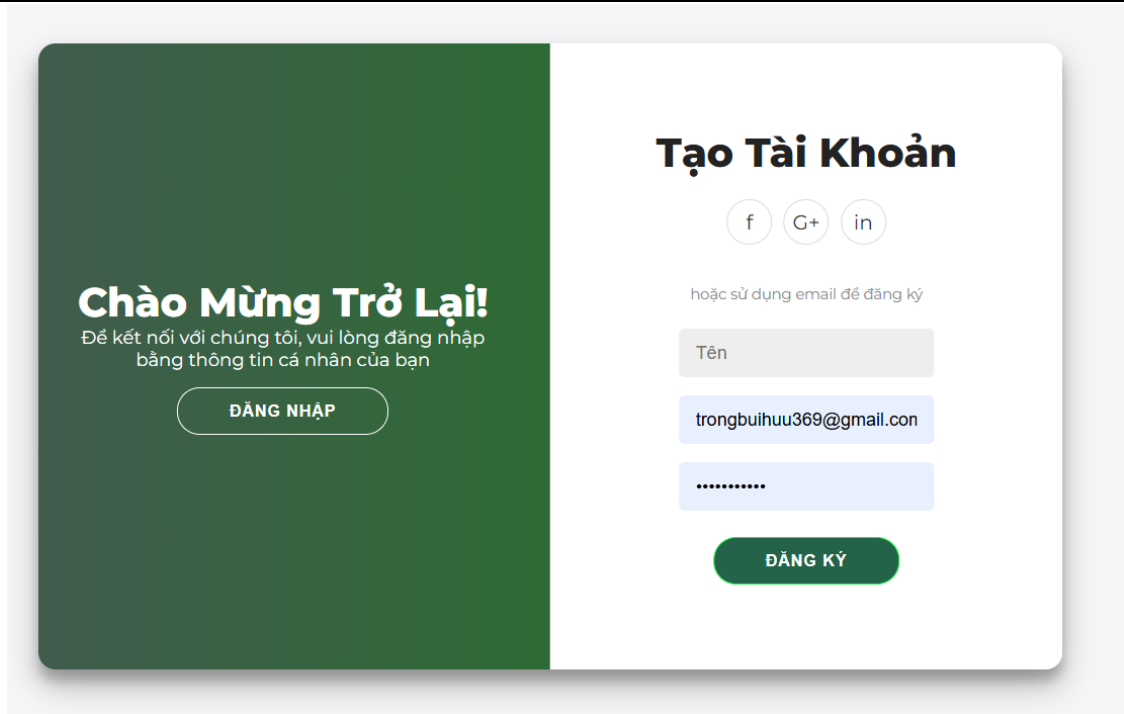 Chào Mừng Trở Lại!
Để kết nối với chúng tôi, vui lòng đăng nhập
bằng thông tin cá nhân của bạn
ĐĂNG NHẬP
Tạo Tài Khoản
f G+ in
hoặc sử dụng email để đăng ký
Tên
trongbuihuu369@gmail.com
•••••••••••
ĐĂNG KÝ